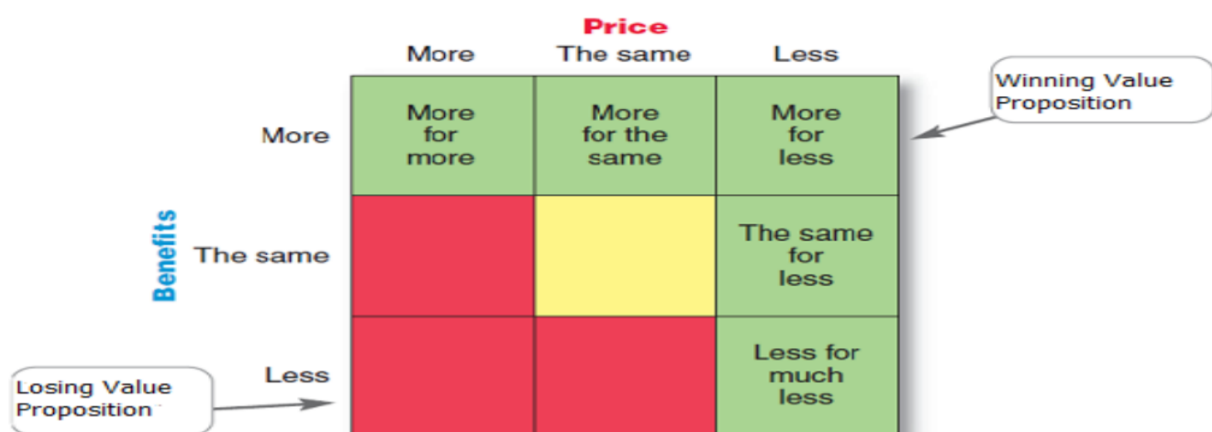 Price
More The same Less
Winning Value
Proposition
More
More
for
more
More
for the
same
More
for
less
Benefits
The same
The same
for
less
Less
Less for
much
less
Losing Value
Proposition